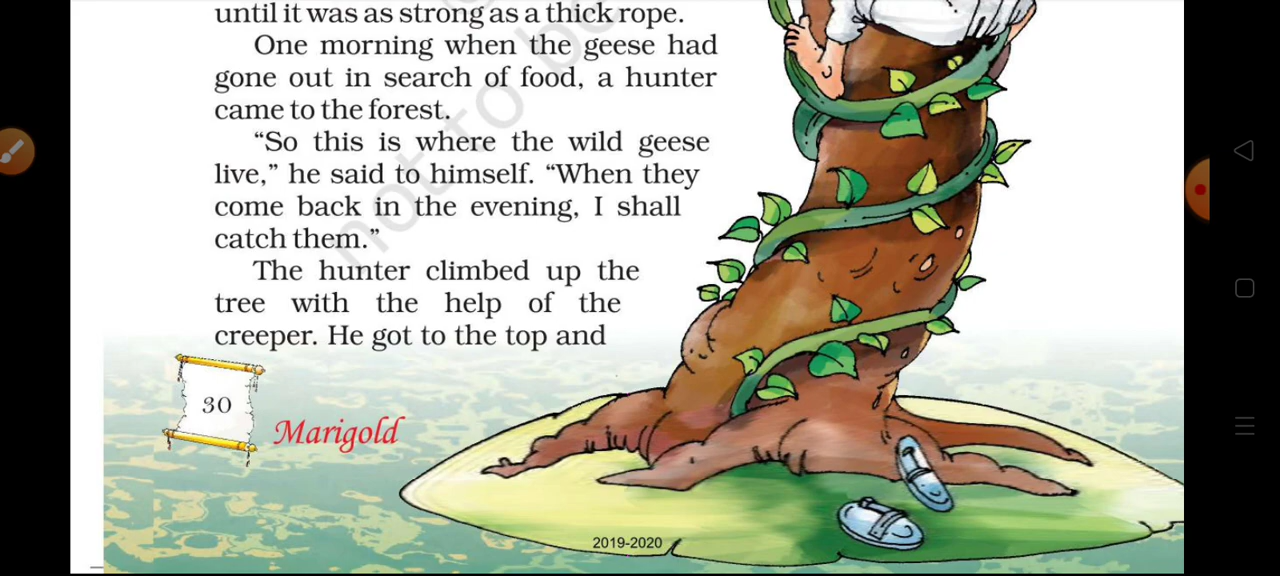 until it was as strong as a thick rope.
One morning when the geese had
gone out in search of food, a hunter
came to the forest.
“So this is where the wild geese
live,” he said to himself. “When they
come back in the evening, I shall
catch them.”
The hunter climbed up the
tree with the help of the
creeper. He got to the top and
not to b
30
Marigold
2019-2020